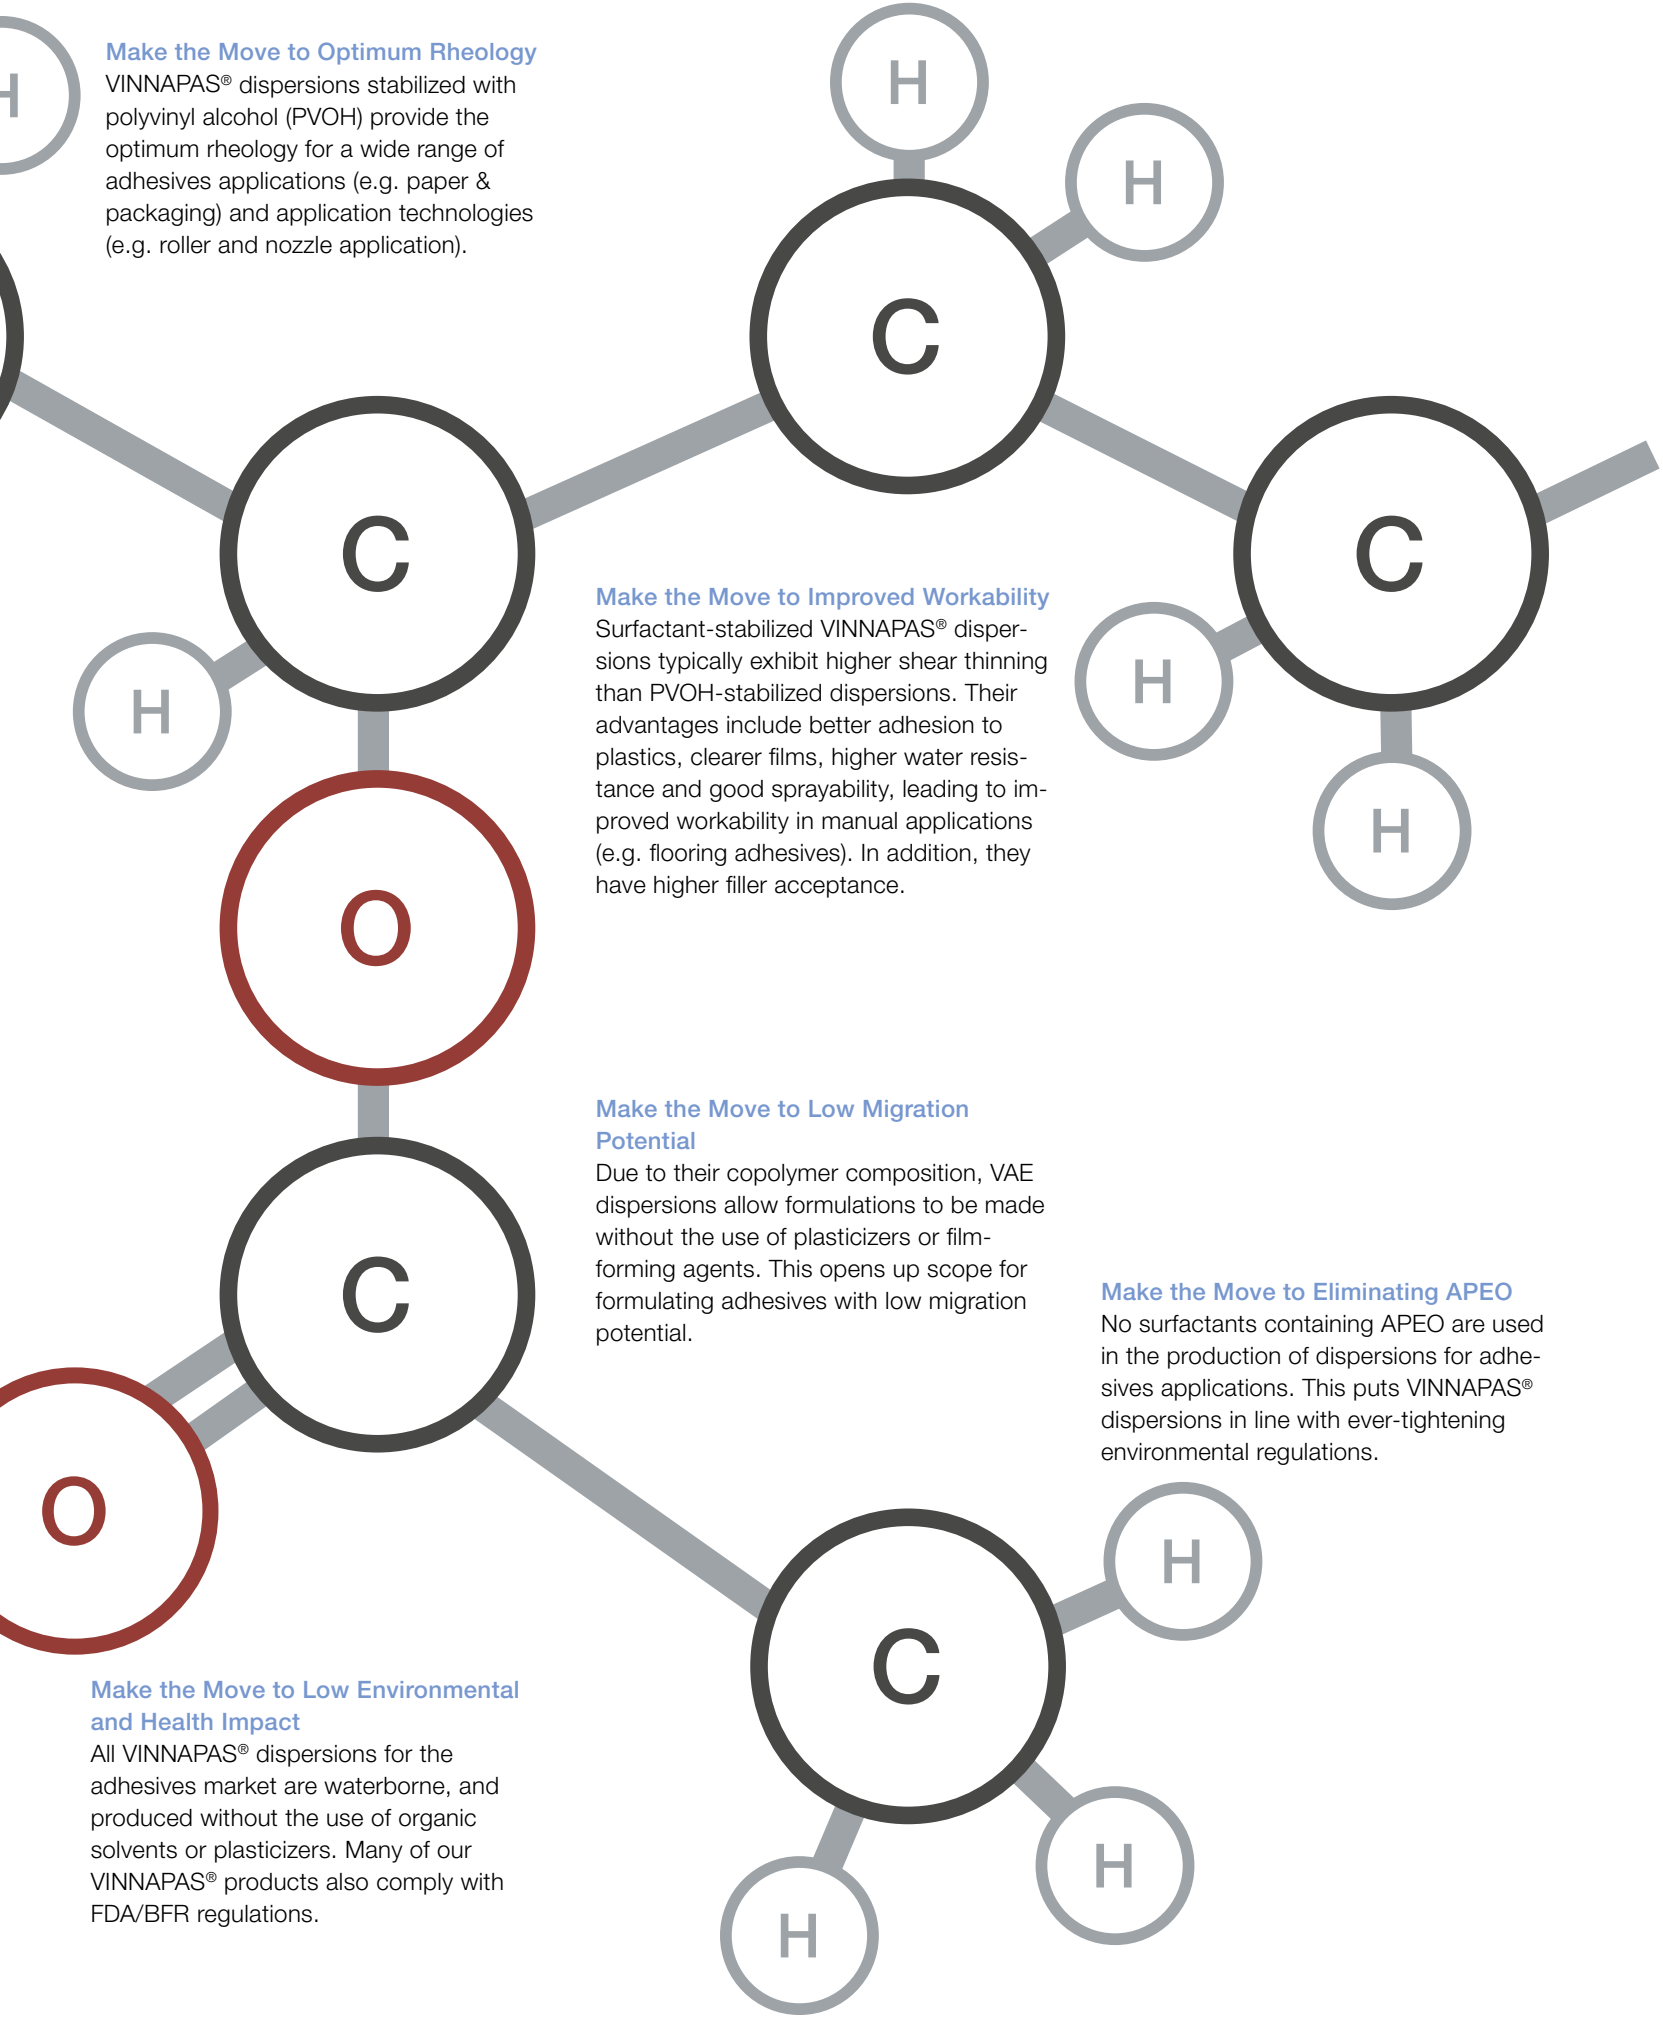 Make the Move to Optimum Rheology
VINNAPAS® dispersions stabilized with
polyvinyl alcohol (PVOH) provide the
optimum rheology for a wide range of
adhesives applications (e.g. paper &
packaging) and application technologies
(e.g. roller and nozzle application).
H
H
H
C
C
C
H
H
H
O
Make the Move to Improved Workability
Surfactant-stabilized VINNAPAS® disper-
sions typically exhibit higher shear thinning
than PVOH-stabilized dispersions. Their
advantages include better adhesion to
plastics, clearer films, higher water resis-
tance and good sprayability, leading to im-
proved workability in manual applications
(e.g. flooring adhesives). In addition, they
have higher filler acceptance.
C
O
Make the Move to Low Migration
Potential
Due to their copolymer composition, VAE
dispersions allow formulations to be made
without the use of plasticizers or film-
forming agents. This opens up scope for
formulating adhesives with low migration
potential.
Make the Move to Eliminating APEO
No surfactants containing APEO are used
in the production of dispersions for adhe-
sives applications. This puts VINNAPAS®
dispersions in line with ever-tightening
environmental regulations.
H
C
H
H
Make the Move to Low Environmental
and Health Impact
All VINNAPAS® dispersions for the
adhesives market are waterborne, and
produced without the use of organic
solvents or plasticizers. Many of our
VINNAPAS® products also comply with
FDA/BFR regulations.